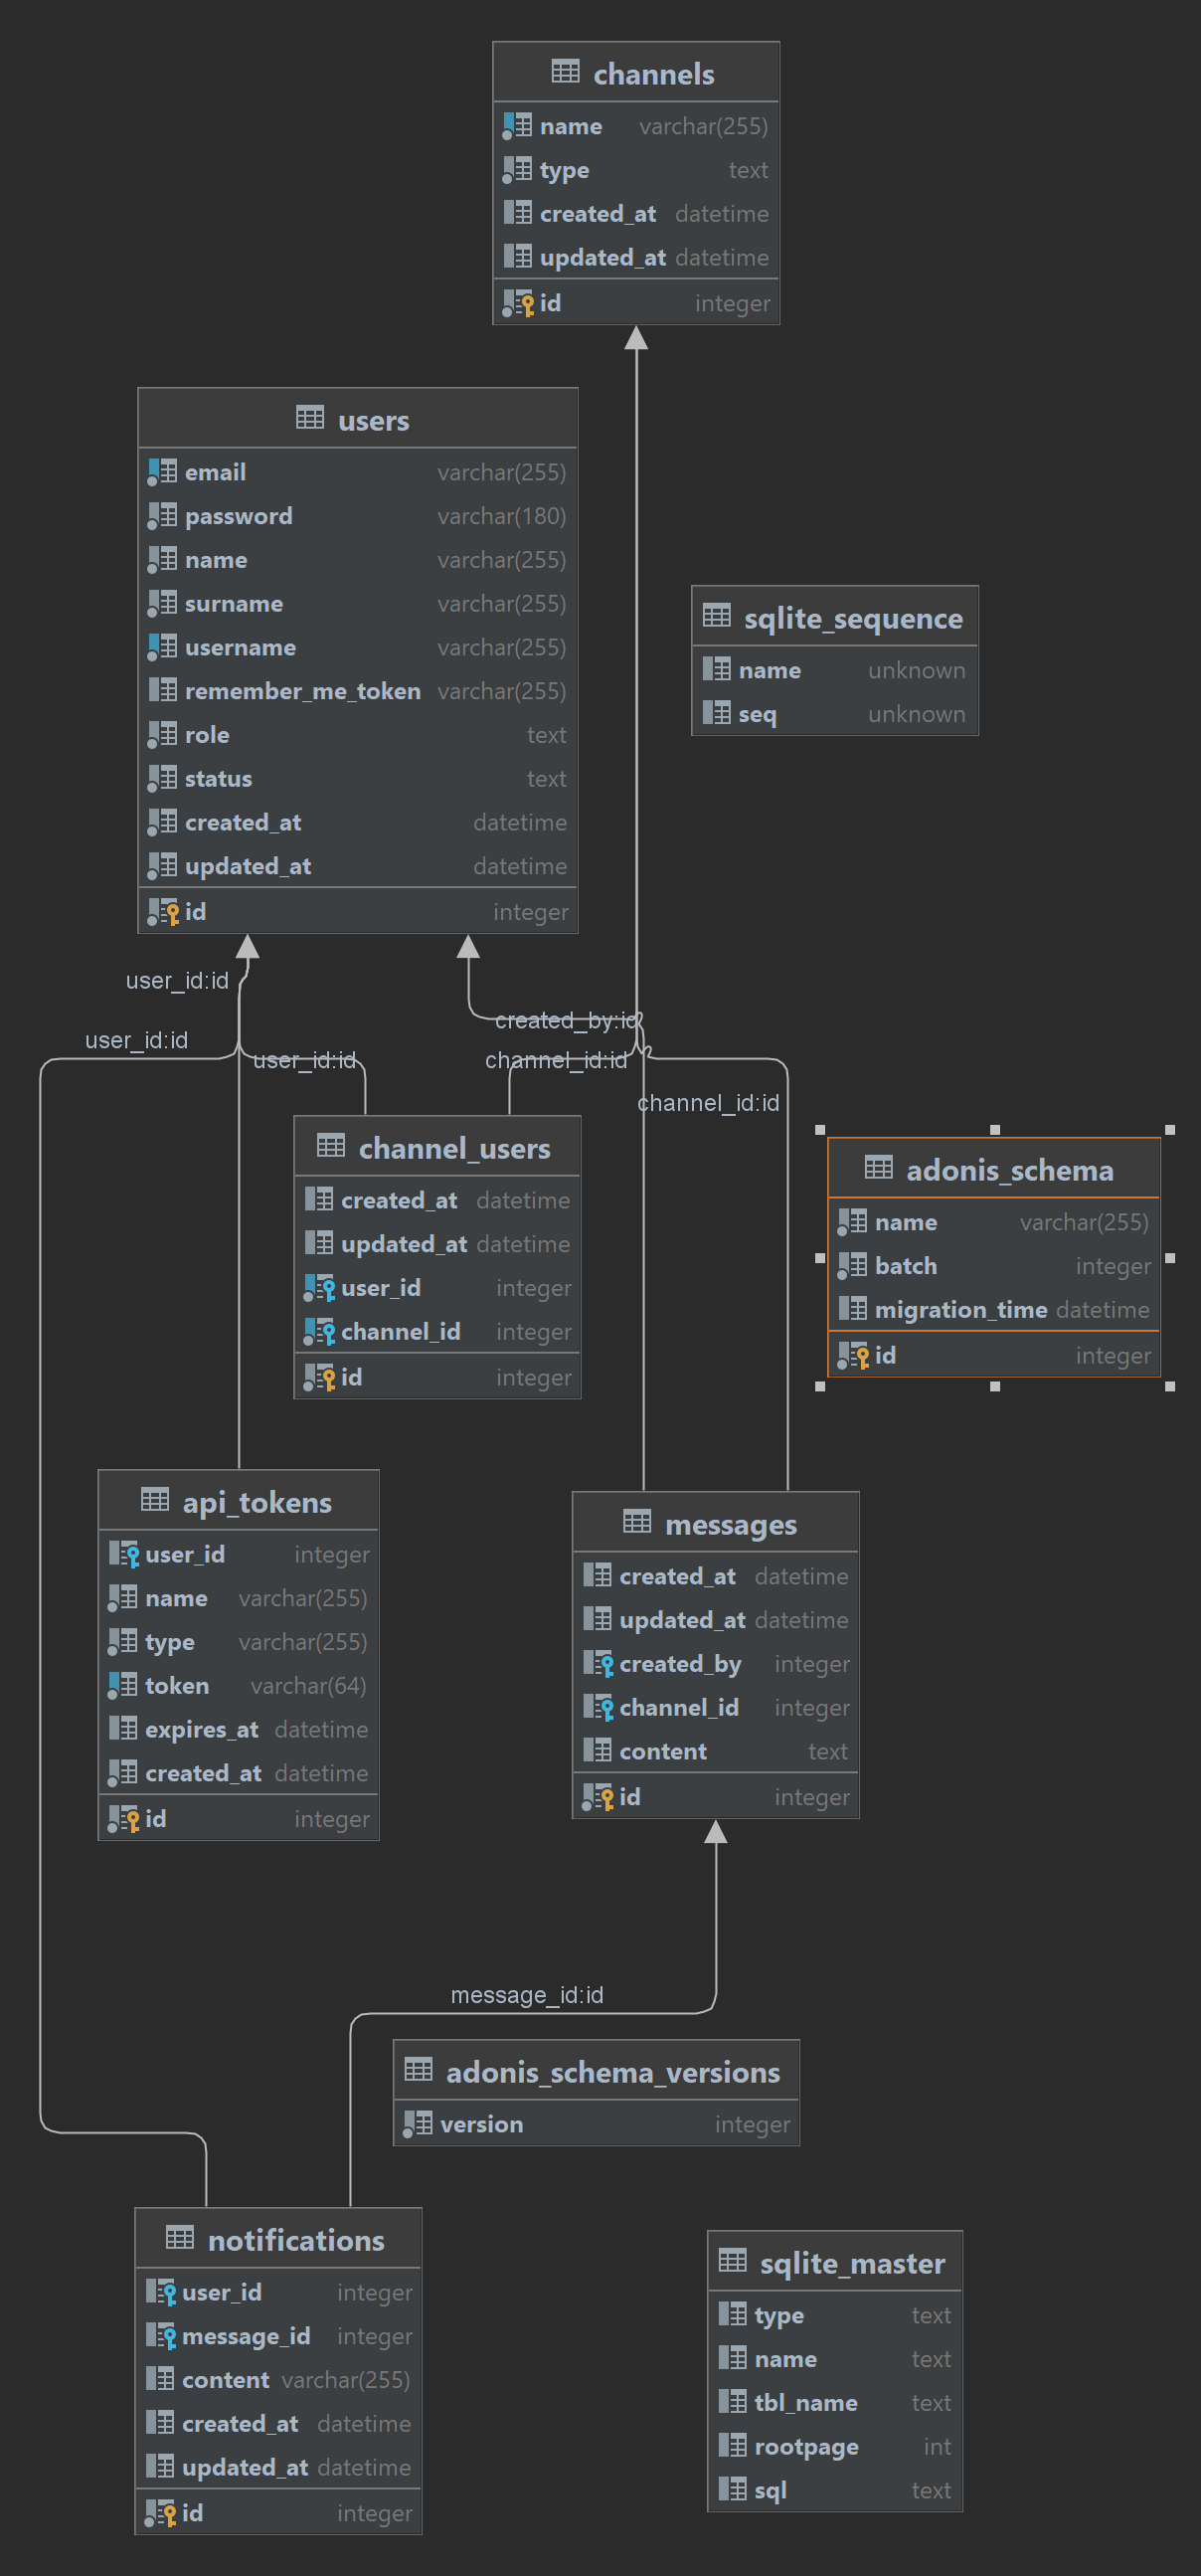 channels
name varchar(255)
type text
created_at datetime
updated_at datetime
id integer
users
email varchar(255)
password varchar(180)
name varchar(255)
surname varchar(255)
username varchar(255)
remember_me_token varchar(255)
role text
status text
created_at datetime
updated_at datetime
id integer
sqlite_sequence
name unknown
seq unknown
user_id:id
created_by:id
user_id:id
user_id:id
channel_id:id
channel_id:id
channel_users
created_at datetime
updated_at datetime
user_id integer
channel_id integer
id integer
adonis_schema
name varchar(255)
batch integer
migration_time datetime
id integer
api_tokens
user_id integer
name varchar(255)
type varchar(255)
token varchar(64)
expires_at datetime
created_at datetime
id integer
messages
created_at datetime
updated_at datetime
created_by integer
channel_id integer
content text
id integer
message_id:id
adonis_schema_versions
version integer
notifications
user_id integer
message_id integer
content varchar(255)
created_at datetime
updated_at datetime
id integer
sqlite_master
type text
name text
tbl_name text
rootpage int
sql text